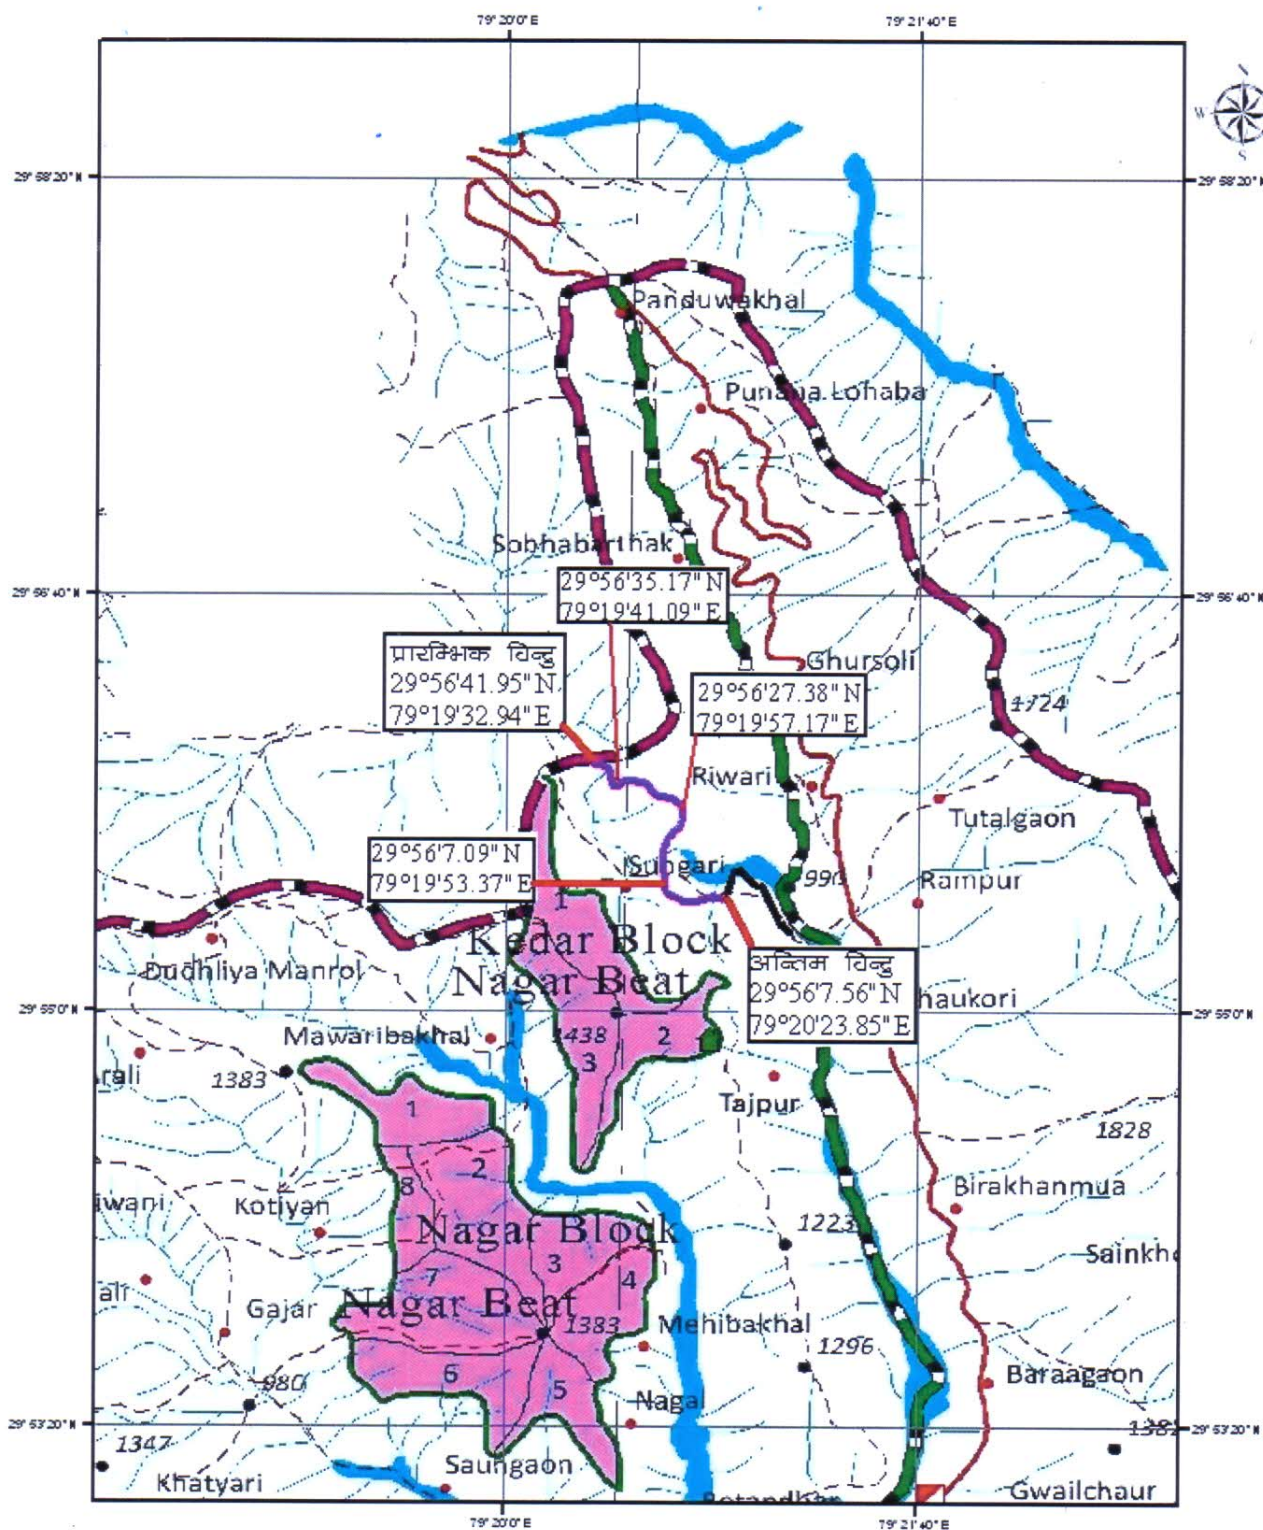 79°20'0"E
79°21'40"E
N
W
S
29°58'20"N
29°58'20"N
Panduwakhal
Punana Lohaba
Sobhabarthak
29°56'35.17"N
79°19'41.09"E
29°56'40"N
29°56'40"N
प्रारम्भिक विन्दु
29°56'41.95"N
79°19'32.94"E
Ghursoli
29°56'27.38"N
79°19'57.17"E
1724
Riwari
Tutalgaon
29°56'7.09"N
79°19'53.37"E
Sungari
990
Rampur
1
Kedar Block
Nagar Beat
Dudhliya Manrol
अन्तिम विन्दु
29°56'7.56"N
79°20'23.85"E
haukori
29°55'0"N
29°55'0"N
Mawaribakhal
1438
2
3
arali
1383
Tajpur
1
1828
2
8
iwani
Kotiyan
Birakhanmua
Nagar Block
1223
Sainkh
3
7
4
ali
Gajar
Nagar Beat
1383
Mehibakhal
1296
980
6
5
Nagal
Baraagaon
29°53'20"N
29°53'20"N
1347
138
Saungaon
Khatyari
Gwailchaur
79°20'0"E
79°21'40"E